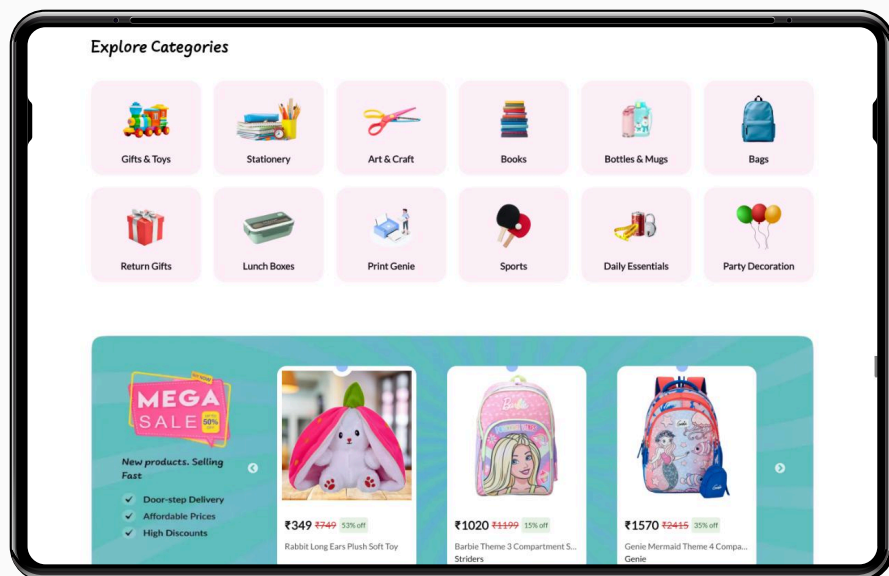 Explore Categories
Gifts & Toys
Stationery
Art & Craft
Books
Bottles & Mugs
Bags
Return Gifts
Lunch Boxes
Print Genie
Sports
Daily Essentials
Party Decoration
MEGA
SALE
50%
New products. Selling
Fast
Door-step Delivery
Affordable Prices
High Discounts
₹349 ₹749 53% off
Rabbit Long Ears Plush Soft Toy
Barbie
₹1020 ₹1199 15% off
Barbie Theme 3 Compartment S...
Striders
Genie
₹1570 ₹2415 35% off
Genie Mermaid Theme 4 Compa...
Genie